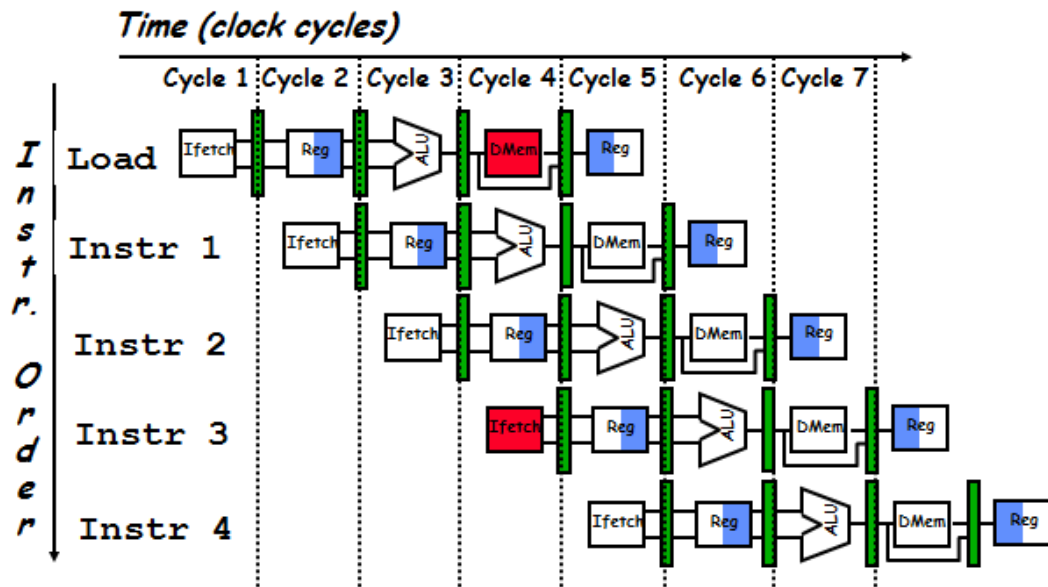 Time (clock cycles)
Cycle 1 Cycle 2 Cycle 3 Cycle 4 Cycle 5 Cycle 6 Cycle 7
Instr. Order
Load Ifetch Reg ALU DMem Reg
Instr 1 Ifetch Reg ALU DMem Reg
Instr 2 Ifetch Reg ALU DMem Reg
Instr 3 Ifetch Reg ALU DMem Reg
Instr 4 Ifetch Reg ALU DMem Reg